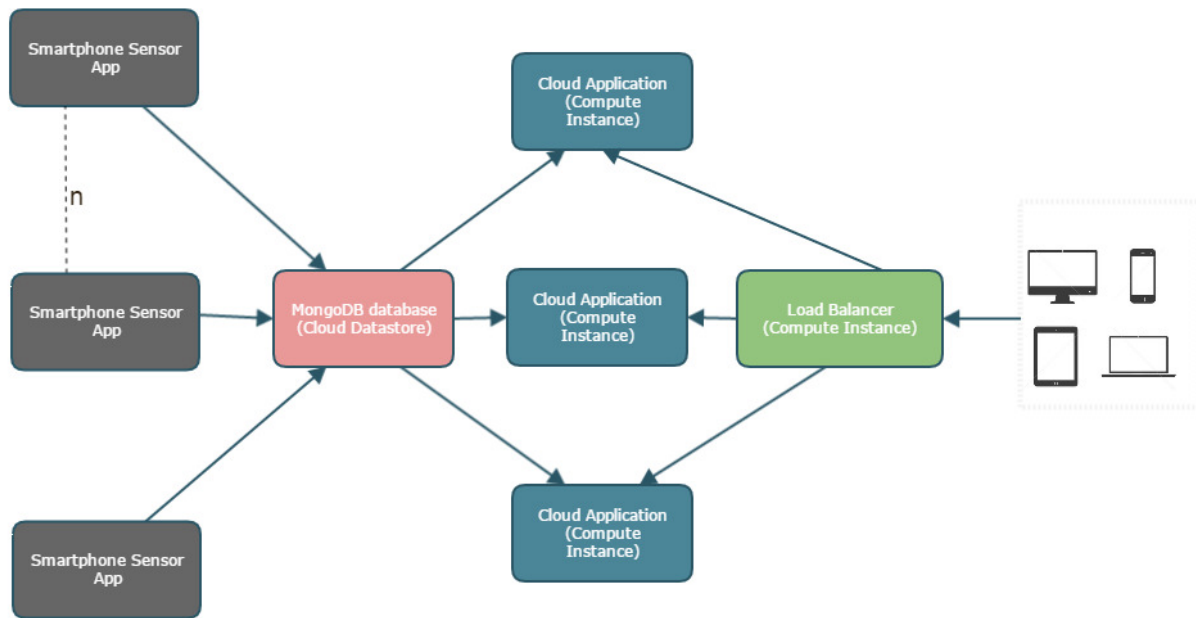 Smartphone Sensor
App
n
Smartphone Sensor
App
Smartphone Sensor
App
MongoDB database
(Cloud Datastore)
Cloud Application
(Compute
Instance)
Cloud Application
(Compute
Instance)
Cloud Application
(Compute
Instance)
Load Balancer
(Compute Instance)